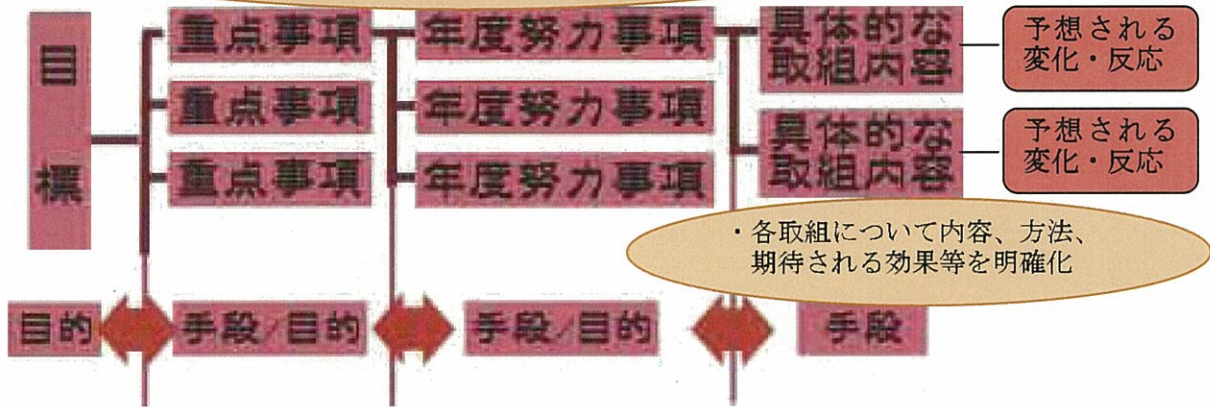 目標
重点事項
年度努力事項
具体的な
取組内容
予想される
変化・反応
重点事項
年度努力事項
重点事項
年度努力事項
具体的な
取組内容
予想される
変化・反応
・各取組について内容、方法、
期待される効果等を明確化
目的
手段/目的
手段/目的
手段